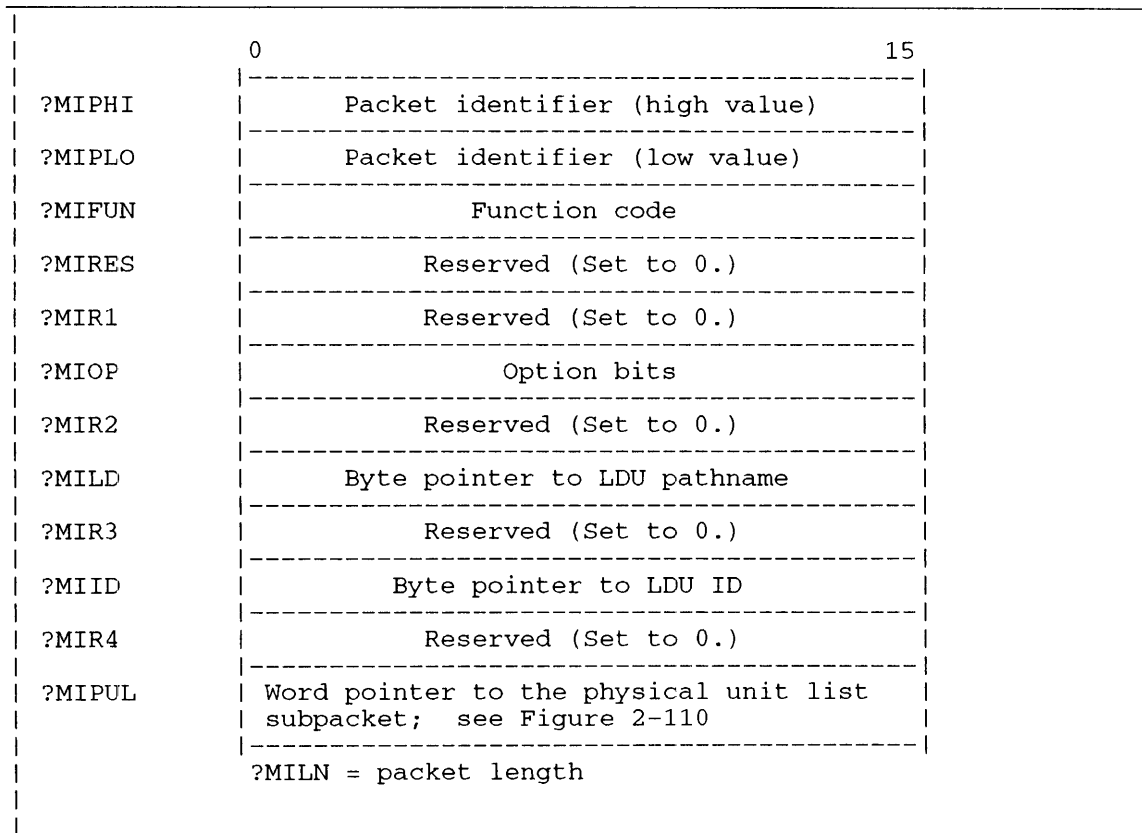 0 15
?MIPHI Packet identifier (high value)
?MIPLO Packet identifier (low value)
?MIFUN Function code
?MIRES Reserved (Set to 0.)
?MIR1 Reserved (Set to 0.)
?MIOP Option bits
?MIR2 Reserved (Set to 0.)
?MILD Byte pointer to LDU pathname
?MIR3 Reserved (Set to 0.)
?MIID Byte pointer to LDU ID
?MIR4 Reserved (Set to 0.)
?MIPUL Word pointer to the physical unit list
subpacket; see Figure 2-110
?MILN = packet length